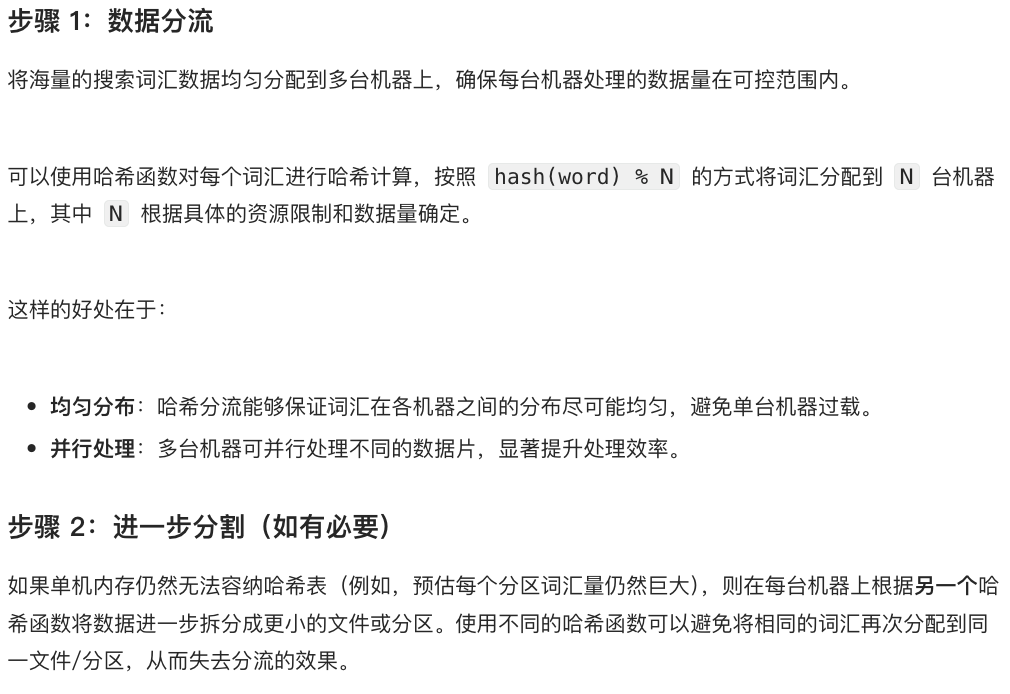 步骤 1：数据分流
将海量的搜索词汇数据均匀分配到多台机器上，确保每台机器处理的数据量在可控范围内。
可以使用哈希函数对每个词汇进行哈希计算，按照 hash(word) % N 的方式将词汇分配到 N 台机器
上，其中 N 根据具体的资源限制和数据量确定。
这样的好处在于：
• 均匀分布：哈希分流能够保证词汇在各机器之间的分布尽可能均匀，避免单台机器过载。
• 并行处理：多台机器可并行处理不同的数据片，显著提升处理效率。
步骤 2：进一步分割（如有必要）
如果单机内存仍然无法容纳哈希表（例如，预估每个分区词汇量仍然巨大），则在每台机器上根据另一个哈
希函数将数据进一步拆分成更小的文件或分区。使用不同的哈希函数可以避免将相同的词汇再次分配到同
一文件/分区，从而失去分流的效果。